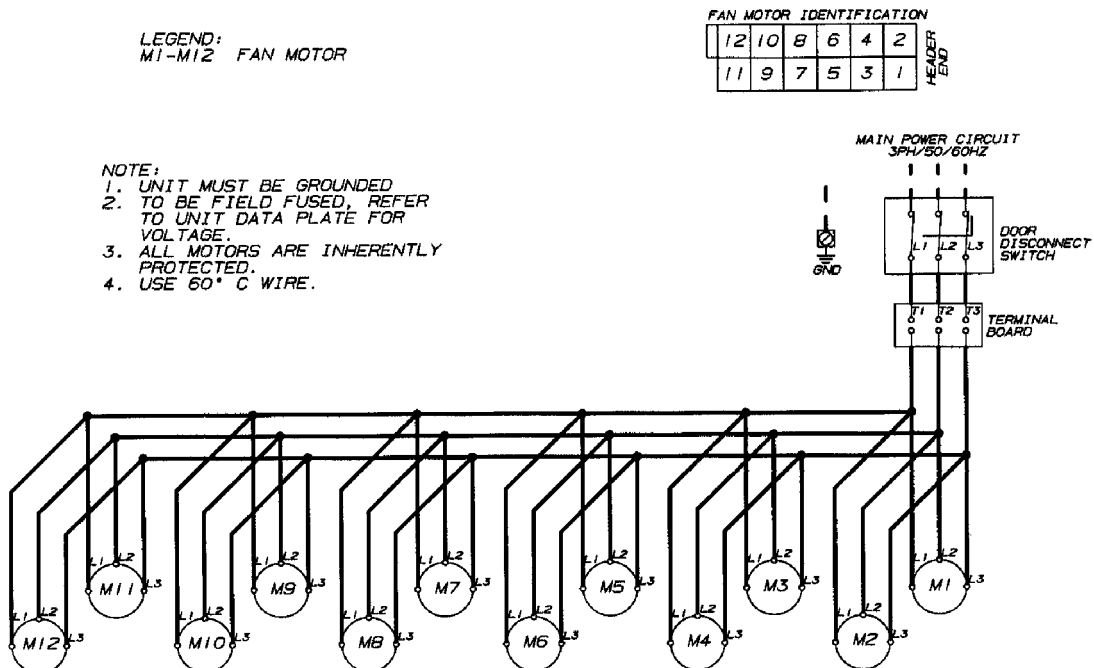 LEGEND:
M1-M12 FAN MOTOR
FAN MOTOR IDENTIFICATION
12 10 8 6 4 2
11 9 7 5 3 1
HEADER
END
NOTE:
1. UNIT MUST BE GROUNDED
2. TO BE FIELD FUSED, REFER
TO UNIT DATA PLATE FOR
VOLTAGE.
3. ALL MOTORS ARE INHERENTLY
PROTECTED.
4. USE 60° C WIRE.
MAIN POWER CIRCUIT
3PH/50/60HZ
GND
L1 L2 L3
DOOR
DISCONNECT
SWITCH
T1 T2 T3
TERMINAL
BOARD
L1 L2 L3 M11
L1 L2 L3 M9
L1 L2 L3 M7
L1 L2 L3 M5
L1 L2 L3 M3
L1 L2 L3 M1
L1 L2 L3 M12
L1 L2 L3 M10
L1 L2 L3 M8
L1 L2 L3 M6
L1 L2 L3 M4
L1 L2 L3 M2